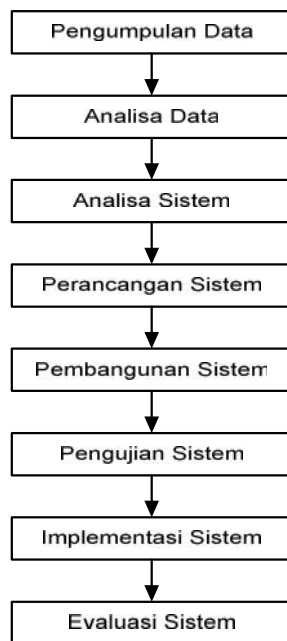 Pengumpulan Data
Analisa Data
Analisa Sistem
Perancangan Sistem
Pembangunan Sistem
Pengujian Sistem
Implementasi Sistem
Evaluasi Sistem